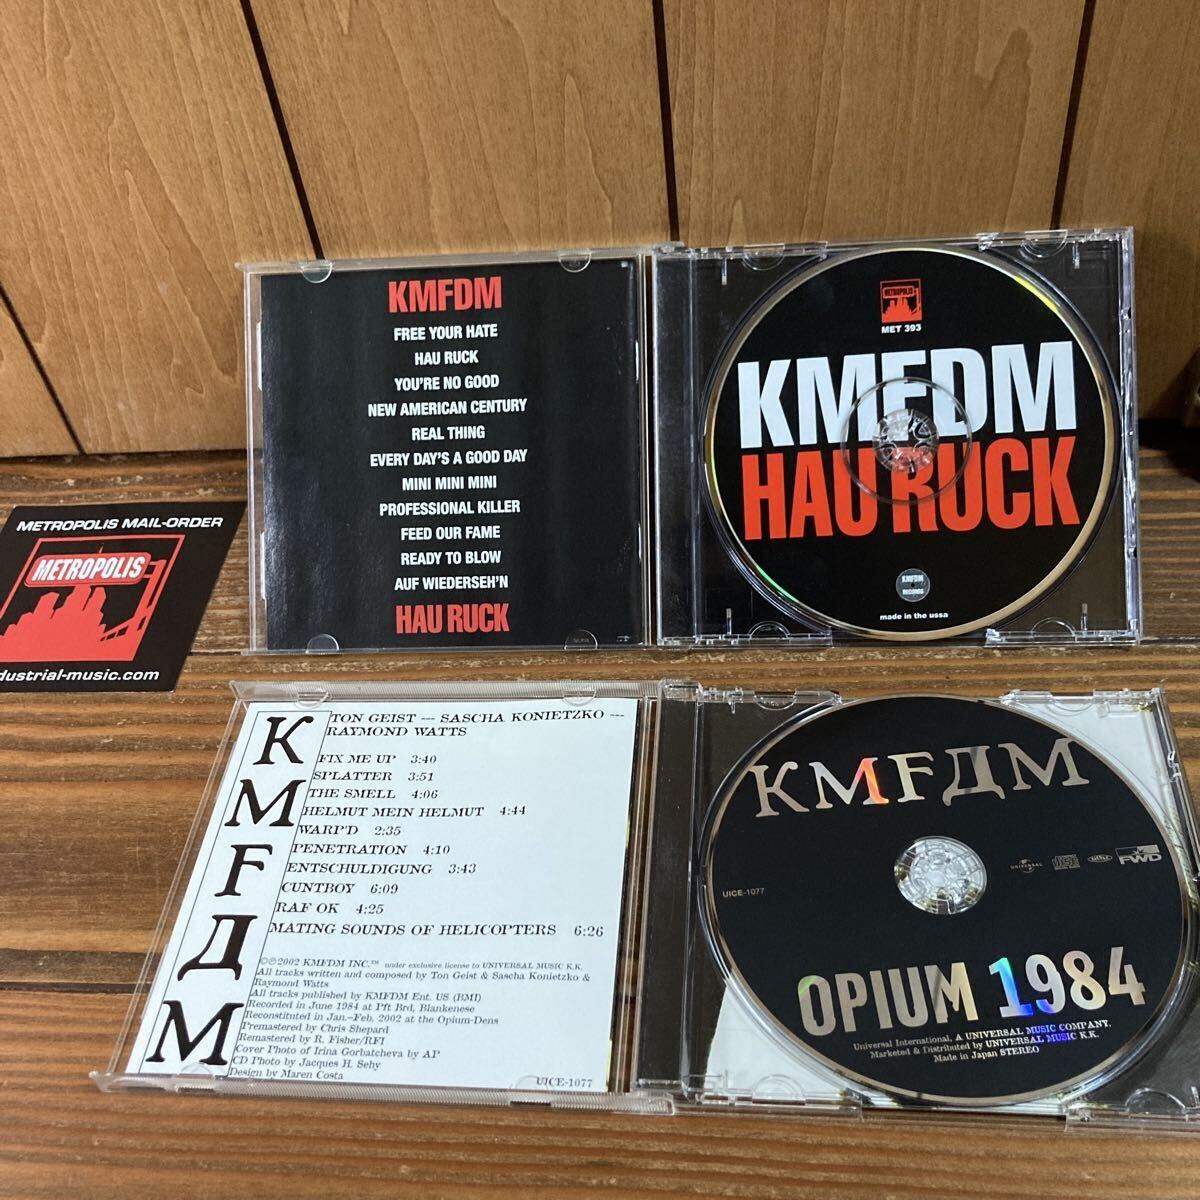 KMFDM
FREE YOUR HATE
HAU RUCK
YOU'RE NO GOOD
NEW AMERICAN CENTURY
REAL THING
EVERY DAY'S A GOOD DAY
MINI MINI MINI
PROFESSIONAL KILLER
FEED OUR FAME
READY TO BLOW
AUF WIEDERSEH'N
HAU RUCK
METROPOLIS
MET 393
KMFDM
HAU RUCK
KMFDM
RECORDS
made in the ussa
METROPOLIS MAIL-ORDER
METROPOLIS
dustrial-music.com
KMFДM
TON GEIST --- SASCHA KONIETZKO ---
RAYMOND WATTS
FIX ME UP 3:40
SPLATTER 3:51
THE SMELL 4:06
HELMUT MEIN HELMUT 4:44
WARP'D 2:35
PENETRATION 4:10
ENTSCHULDIGUNG 3:43
CUNTBOY 6:09
RAF OK 4:25
MATING SOUNDS OF HELICOPTERS 6:26
©℗2002 KMFDM INC.™ under exclusive license to UNIVERSAL MUSIC K.K.
All tracks written and composed by Ton Geist & Sascha Konietzko &
Raymond Watts
All tracks published by KMFDM Ent. US (BMI)
Recorded in June 1984 at Pft Brd, Blankenese
Reconstituted in Jan.-Feb. 2002 at the Opium-Dens
Premastered by Chris Shepard
Remastered by R. Fisher/RFI
Cover Photo of Irina Gorbatcheva by AP
CD Photo by Jacques H. Sehy
Design by Maren Costa
UICE-1077
KMFДM
UNIVERSAL
FWD
UICE-1077
OPIUM 1984
Universal International, A UNIVERSAL MUSIC COMPANY.
Marketed & Distributed by UNIVERSAL MUSIC K.K.
Made in Japan STEREO